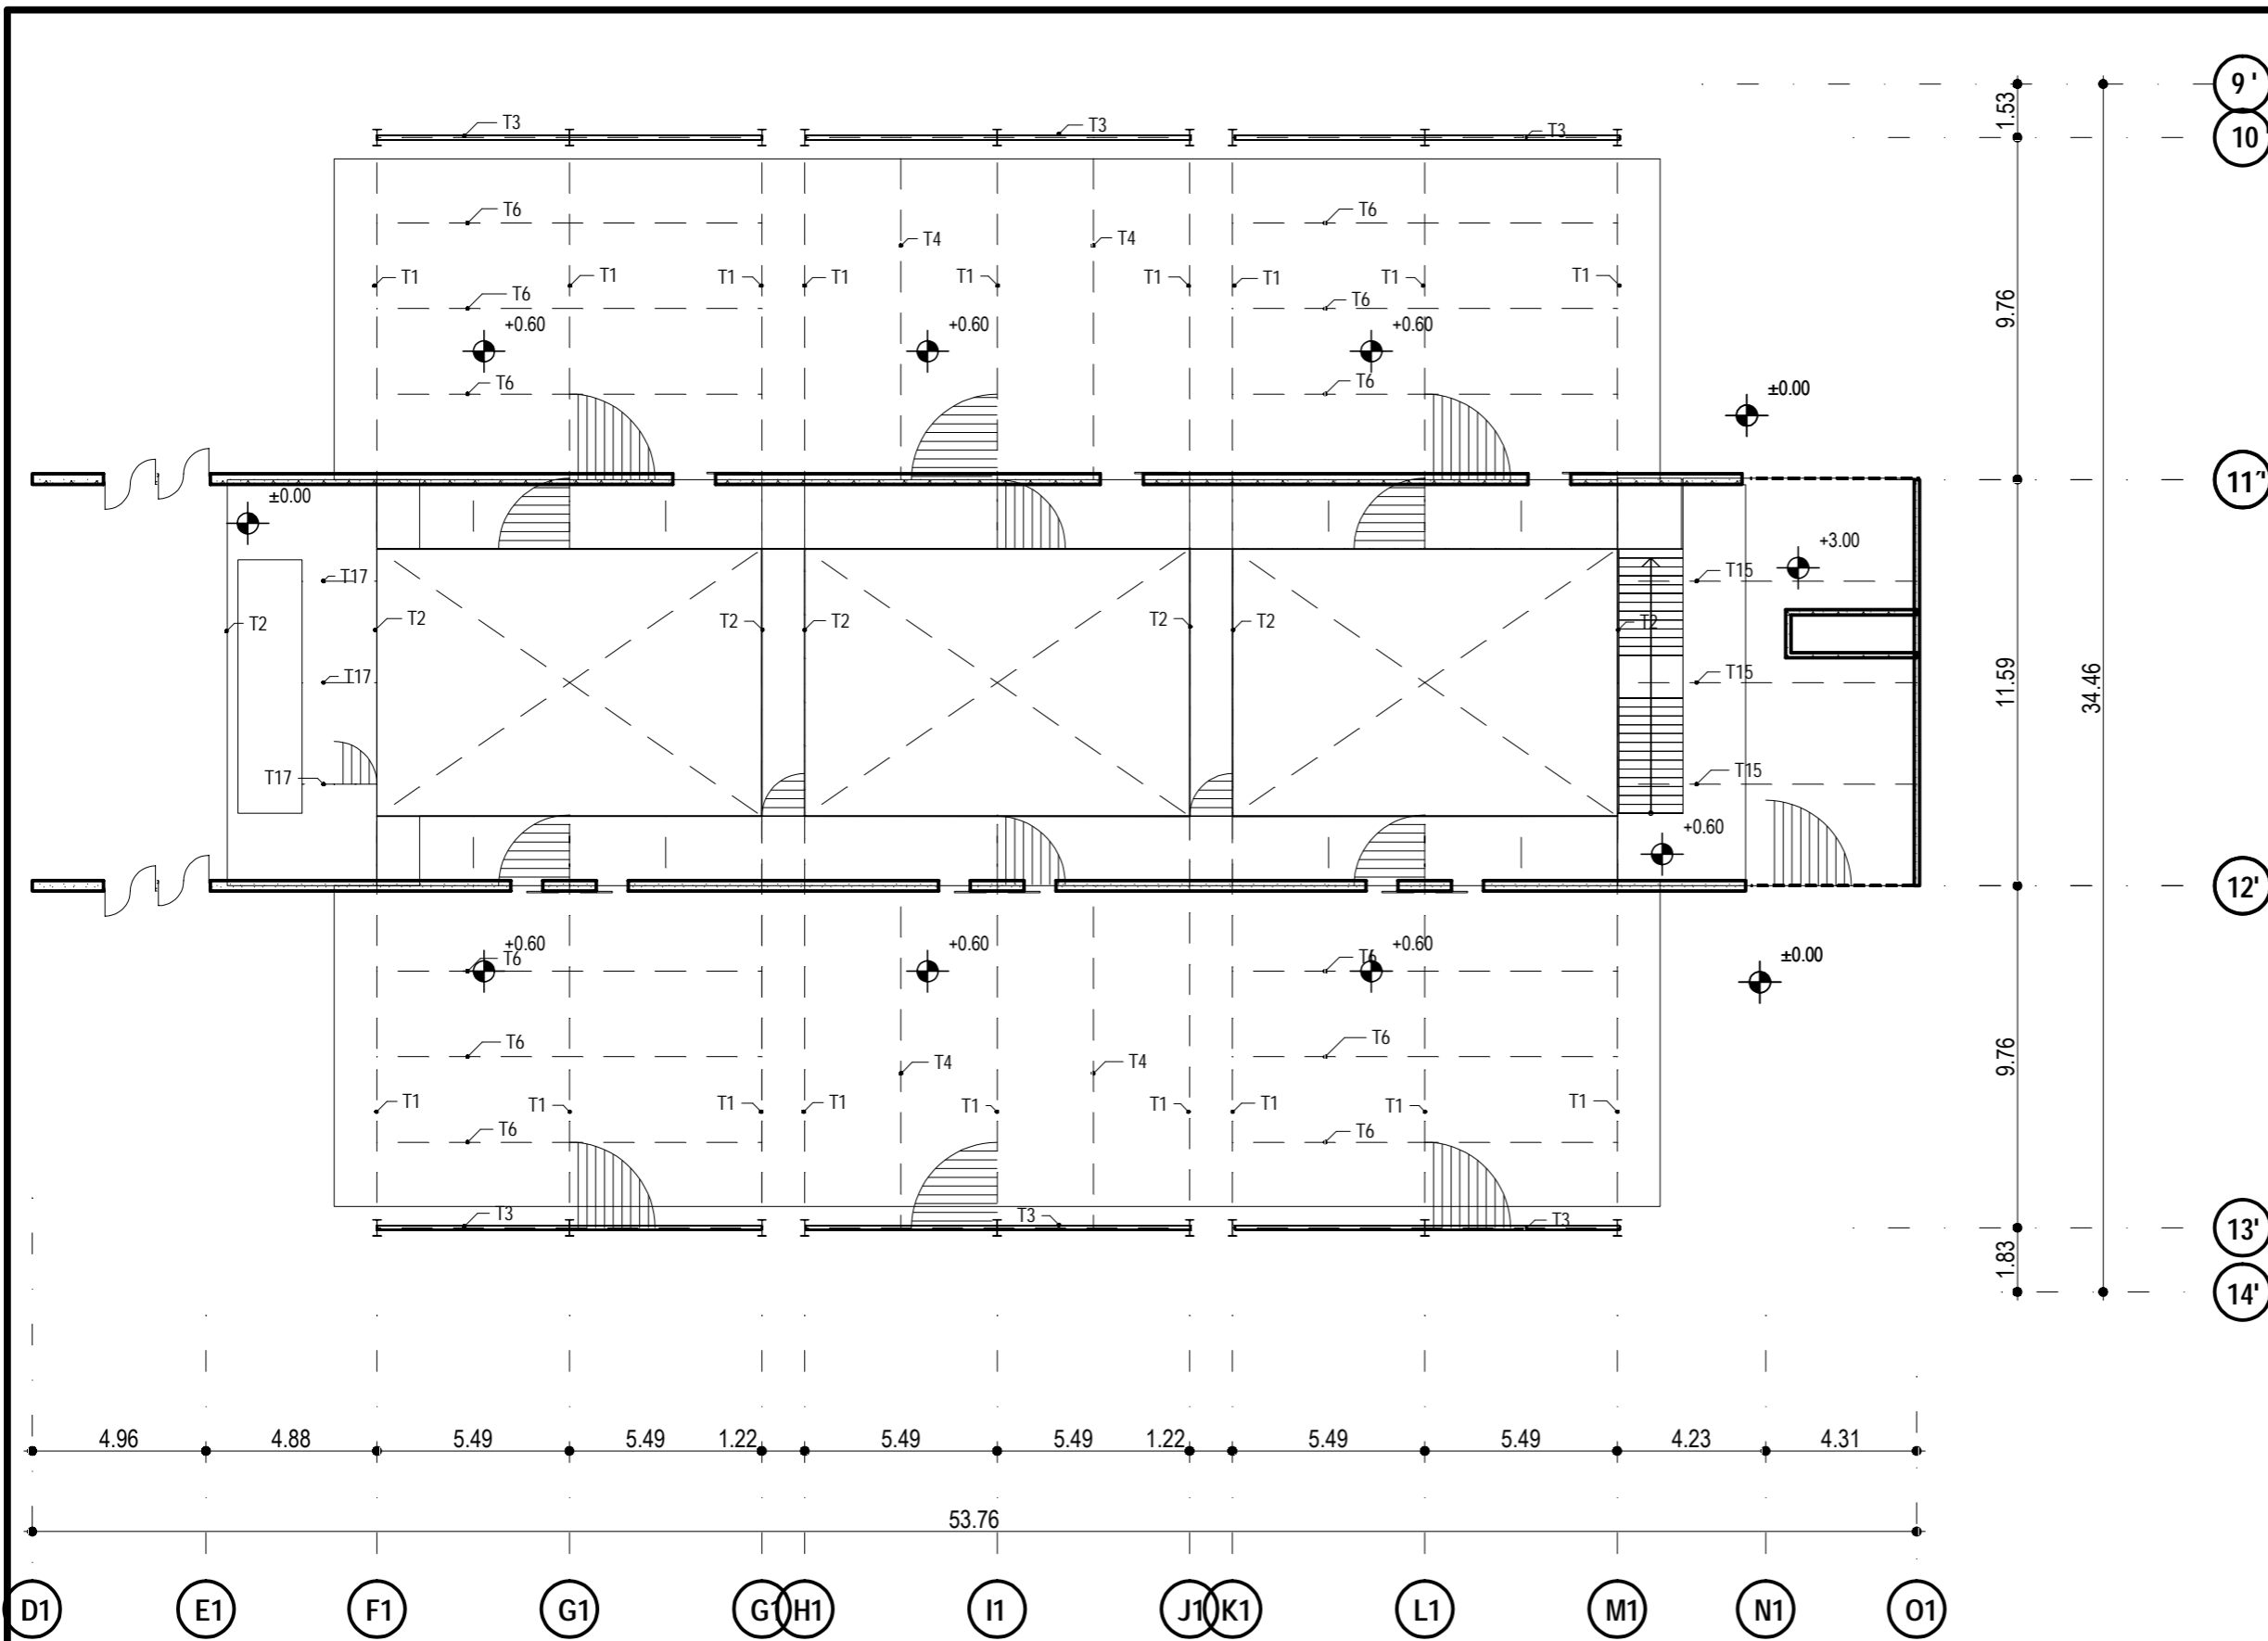 9'
1.53
10
T3 T3 T3
T6 T6
T4 T4
T1 T1 T1 T1 T1 T1 T1 T1 T1
T6 T6
9.76
+0.60 +0.60 +0.60
T6 T6
±0.00
11'
±0.00
+3.00
T17 T15
T2 T2 T2 T2 T2 T2 T2
T17 T15
11.59
34.46
T17 T15
+0.60
12'
+0.60 +0.60 +0.60
T6 T6
±0.00
T6 T6
T4 T4
9.76
T1 T1 T1 T1 T1 T1 T1 T1 T1
T6 T6
T3 T3 T3
13'
1.83
14'
4.96 4.88 5.49 5.49 1.22 5.49 5.49 1.22 5.49 5.49 4.23 4.31
53.76
D1 E1 F1 G1 G1 H1 I1 J1 K1 L1 M1 N1 O1